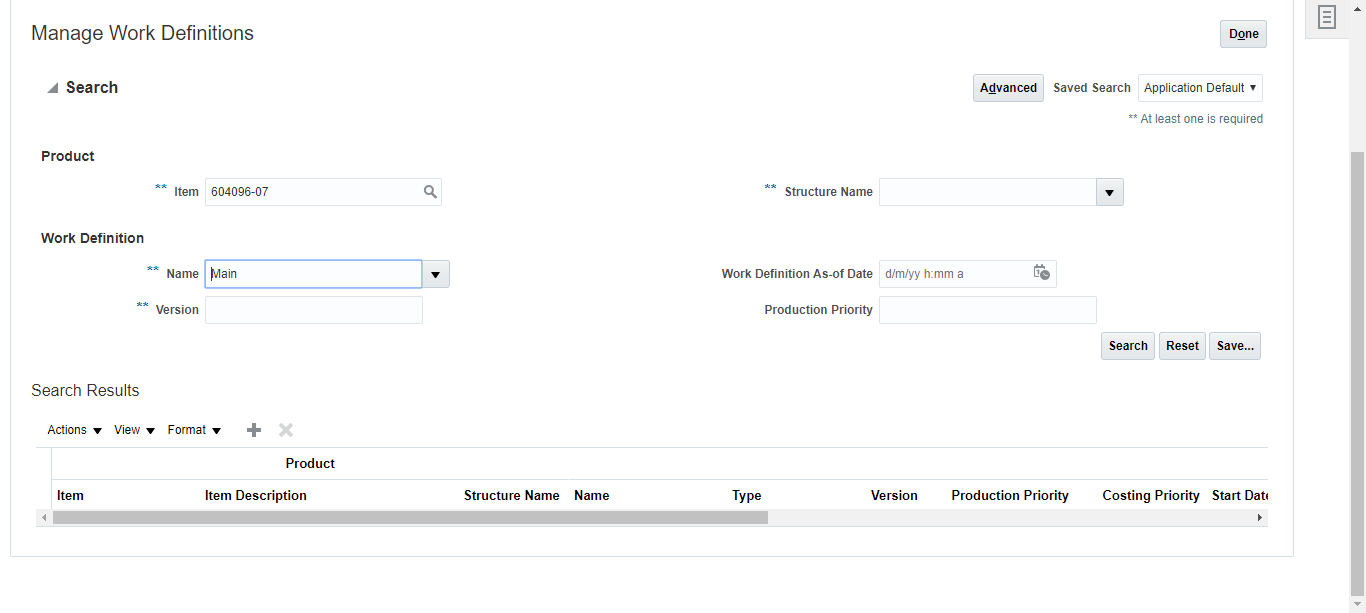 Manage Work Definitions
Done
Search
Advanced Saved Search Application Default
** At least one is required
Product
** Item 604096-07
** Structure Name
Work Definition
** Name Main
Work Definition As-of Date d/m/yy h:mm a
** Version
Production Priority
Search Reset Save...
Search Results
Actions View Format
Product
Item Item Description Structure Name Name Type Version Production Priority Costing Priority Start Date